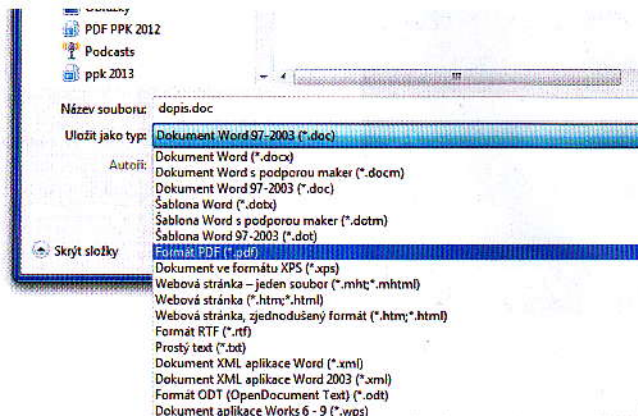 Obrázky
PDF PPK 2012
Podcasts
ppk 2013
Název souboru: dopis.doc
Uložit jako typ: Dokument Word 97-2003 (*.doc)
Autoři:
Dokument Word (*.docx)
Dokument Word s podporou maker (*.docm)
Dokument Word 97-2003 (*.doc)
Šablona Word (*.dotx)
Šablona Word s podporou maker (*.dotm)
Šablona Word 97-2003 (*.dot)
Skrýt složky
Formát PDF (*.pdf)
Dokument ve formátu XPS (*.xps)
Webová stránka – jeden soubor (*.mht;*.mhtml)
Webová stránka (*.htm;*.html)
Webová stránka, zjednodušený formát (*.htm;*.html)
Formát RTF (*.rtf)
Prostý text (*.txt)
Dokument XML aplikace Word (*.xml)
Dokument XML aplikace Word 2003 (*.xml)
Formát ODT (OpenDocument Text) (*.odt)
Dokument aplikace Works 6 - 9 (*.wps)